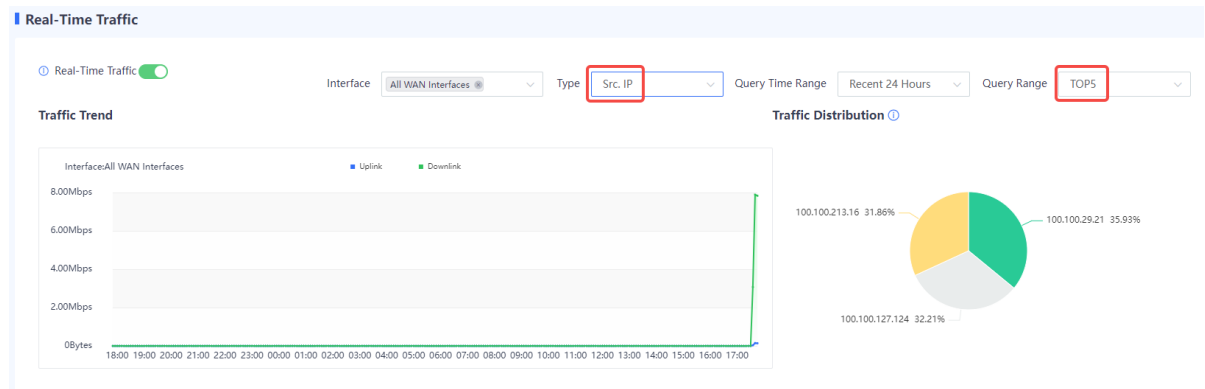 Real-Time Traffic
Real-Time Traffic
Interface All WAN Interfaces Type Src. IP Query Time Range Recent 24 Hours Query Range TOP5
Traffic Trend
Traffic Distribution
Interface:All WAN Interfaces Uplink Downlink
8.00Mbps
6.00Mbps
4.00Mbps
2.00Mbps
0Bytes
18:00 19:00 20:00 21:00 22:00 23:00 00:00 01:00 02:00 03:00 04:00 05:00 06:00 07:00 08:00 09:00 10:00 11:00 12:00 13:00 14:00 15:00 16:00 17:00
100.100.213.16 31.86%
100.100.29.21 35.93%
100.100.127.124 32.21%